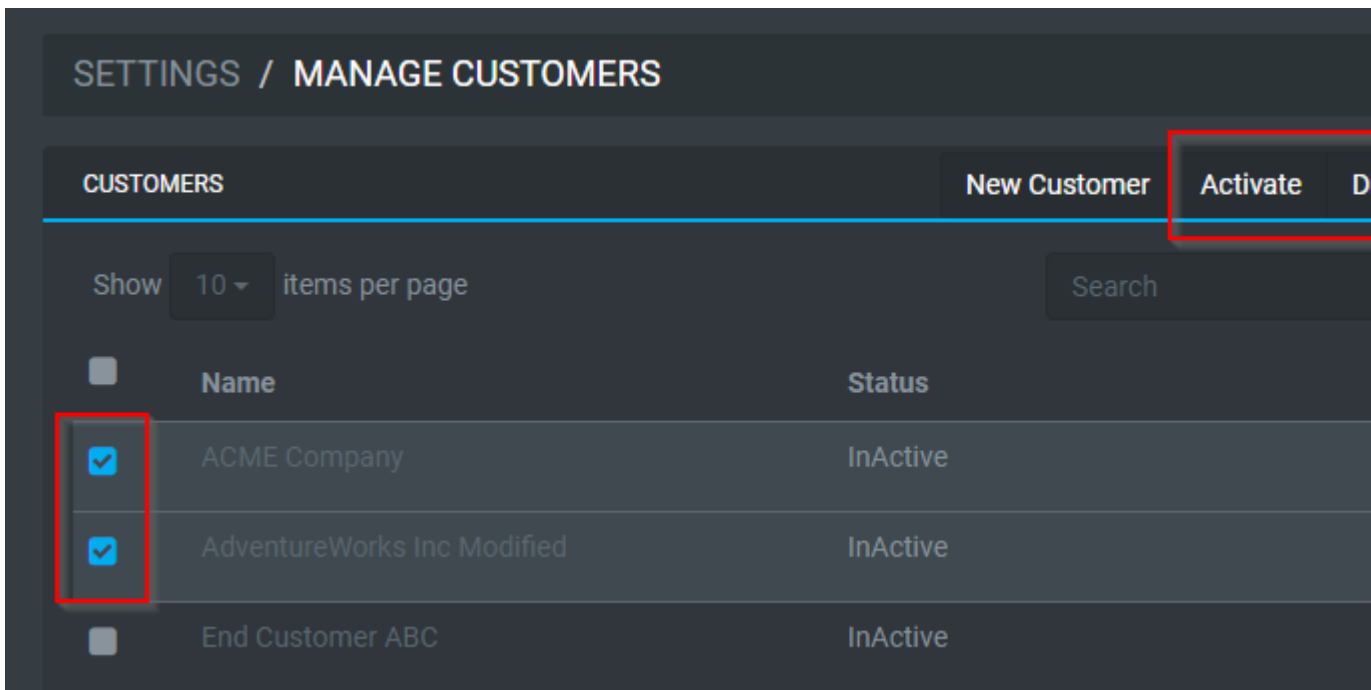 SETTINGS / MANAGE CUSTOMERS
CUSTOMERS New Customer Activate D
Show 10 items per page Search
Name Status
ACME Company InActive
AdventureWorks Inc Modified InActive
End Customer ABC InActive